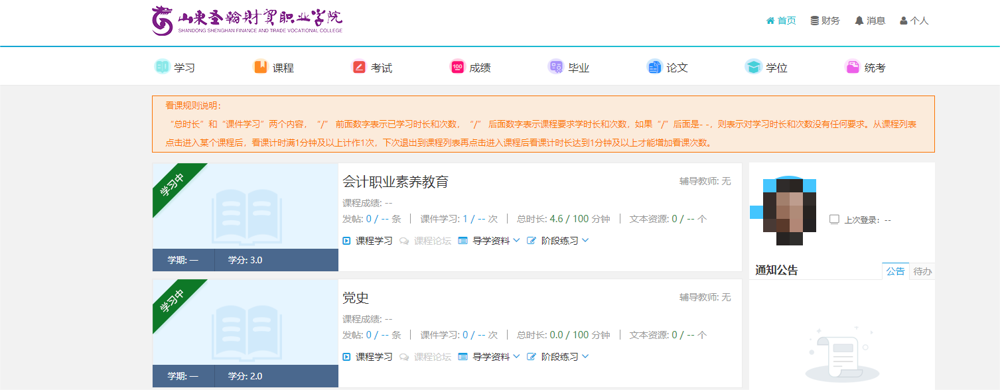 山东圣翰财贸职业学院
SHANDONG SHENGHAN FINANCE AND TRADE VOCATIONAL COLLEGE
首页 财务 消息 个人
学习 课程 考试 100 成绩 毕业 论文 学位 统考
看课规则说明：
“总时长”和“课件学习”两个内容，“/” 前面数字表示已学习时长和次数，“/” 后面数字表示课程要求学时长和次数，如果“/”后面是- -，则表示对学习时长和次数没有任何要求。从课程列表
点击进入某个课程后，看课计时满1分钟及以上计作1次，下次退出到课程列表再点击进入课程后看课计时长达到1分钟及以上才能增加看课次数。
学习中
会计职业素养教育 辅导教师: 无
课程成绩: --
发帖: 0 / -- 条 | 课件学习: 1 / -- 次 | 总时长: 4.6 / 100 分钟 | 文本资源: 0 / -- 个
课程学习 课程论坛 导学资料 阶段练习
学期: — 学分: 3.0
上次登录： --
通知公告 公告 待办
学习中
党史 辅导教师: 无
课程成绩: --
发帖: 0 / -- 条 | 课件学习: 0 / -- 次 | 总时长: 0.0 / 100 分钟 | 文本资源: 0 / -- 个
课程学习 课程论坛 导学资料 阶段练习
学期: — 学分: 2.0